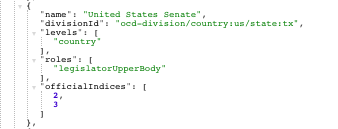 {
"name": "United States Senate",
"divisionId": "ocd-division/country:us/state:tx",
"levels": [
"country"
],
"roles": [
"legislatorUpperBody"
],
"officialIndices": [
2,
3
]
},